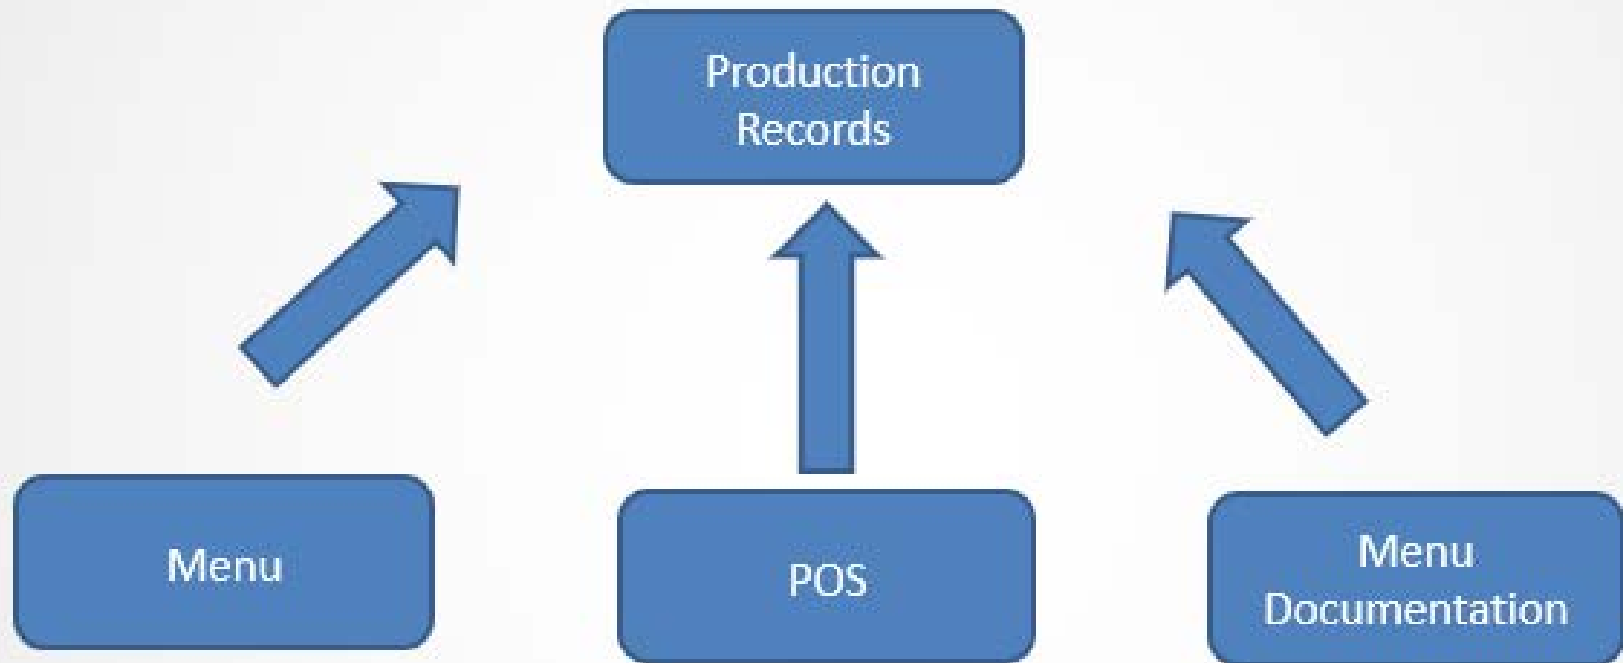 Production
Records
Menu
POS
Menu
Documentation